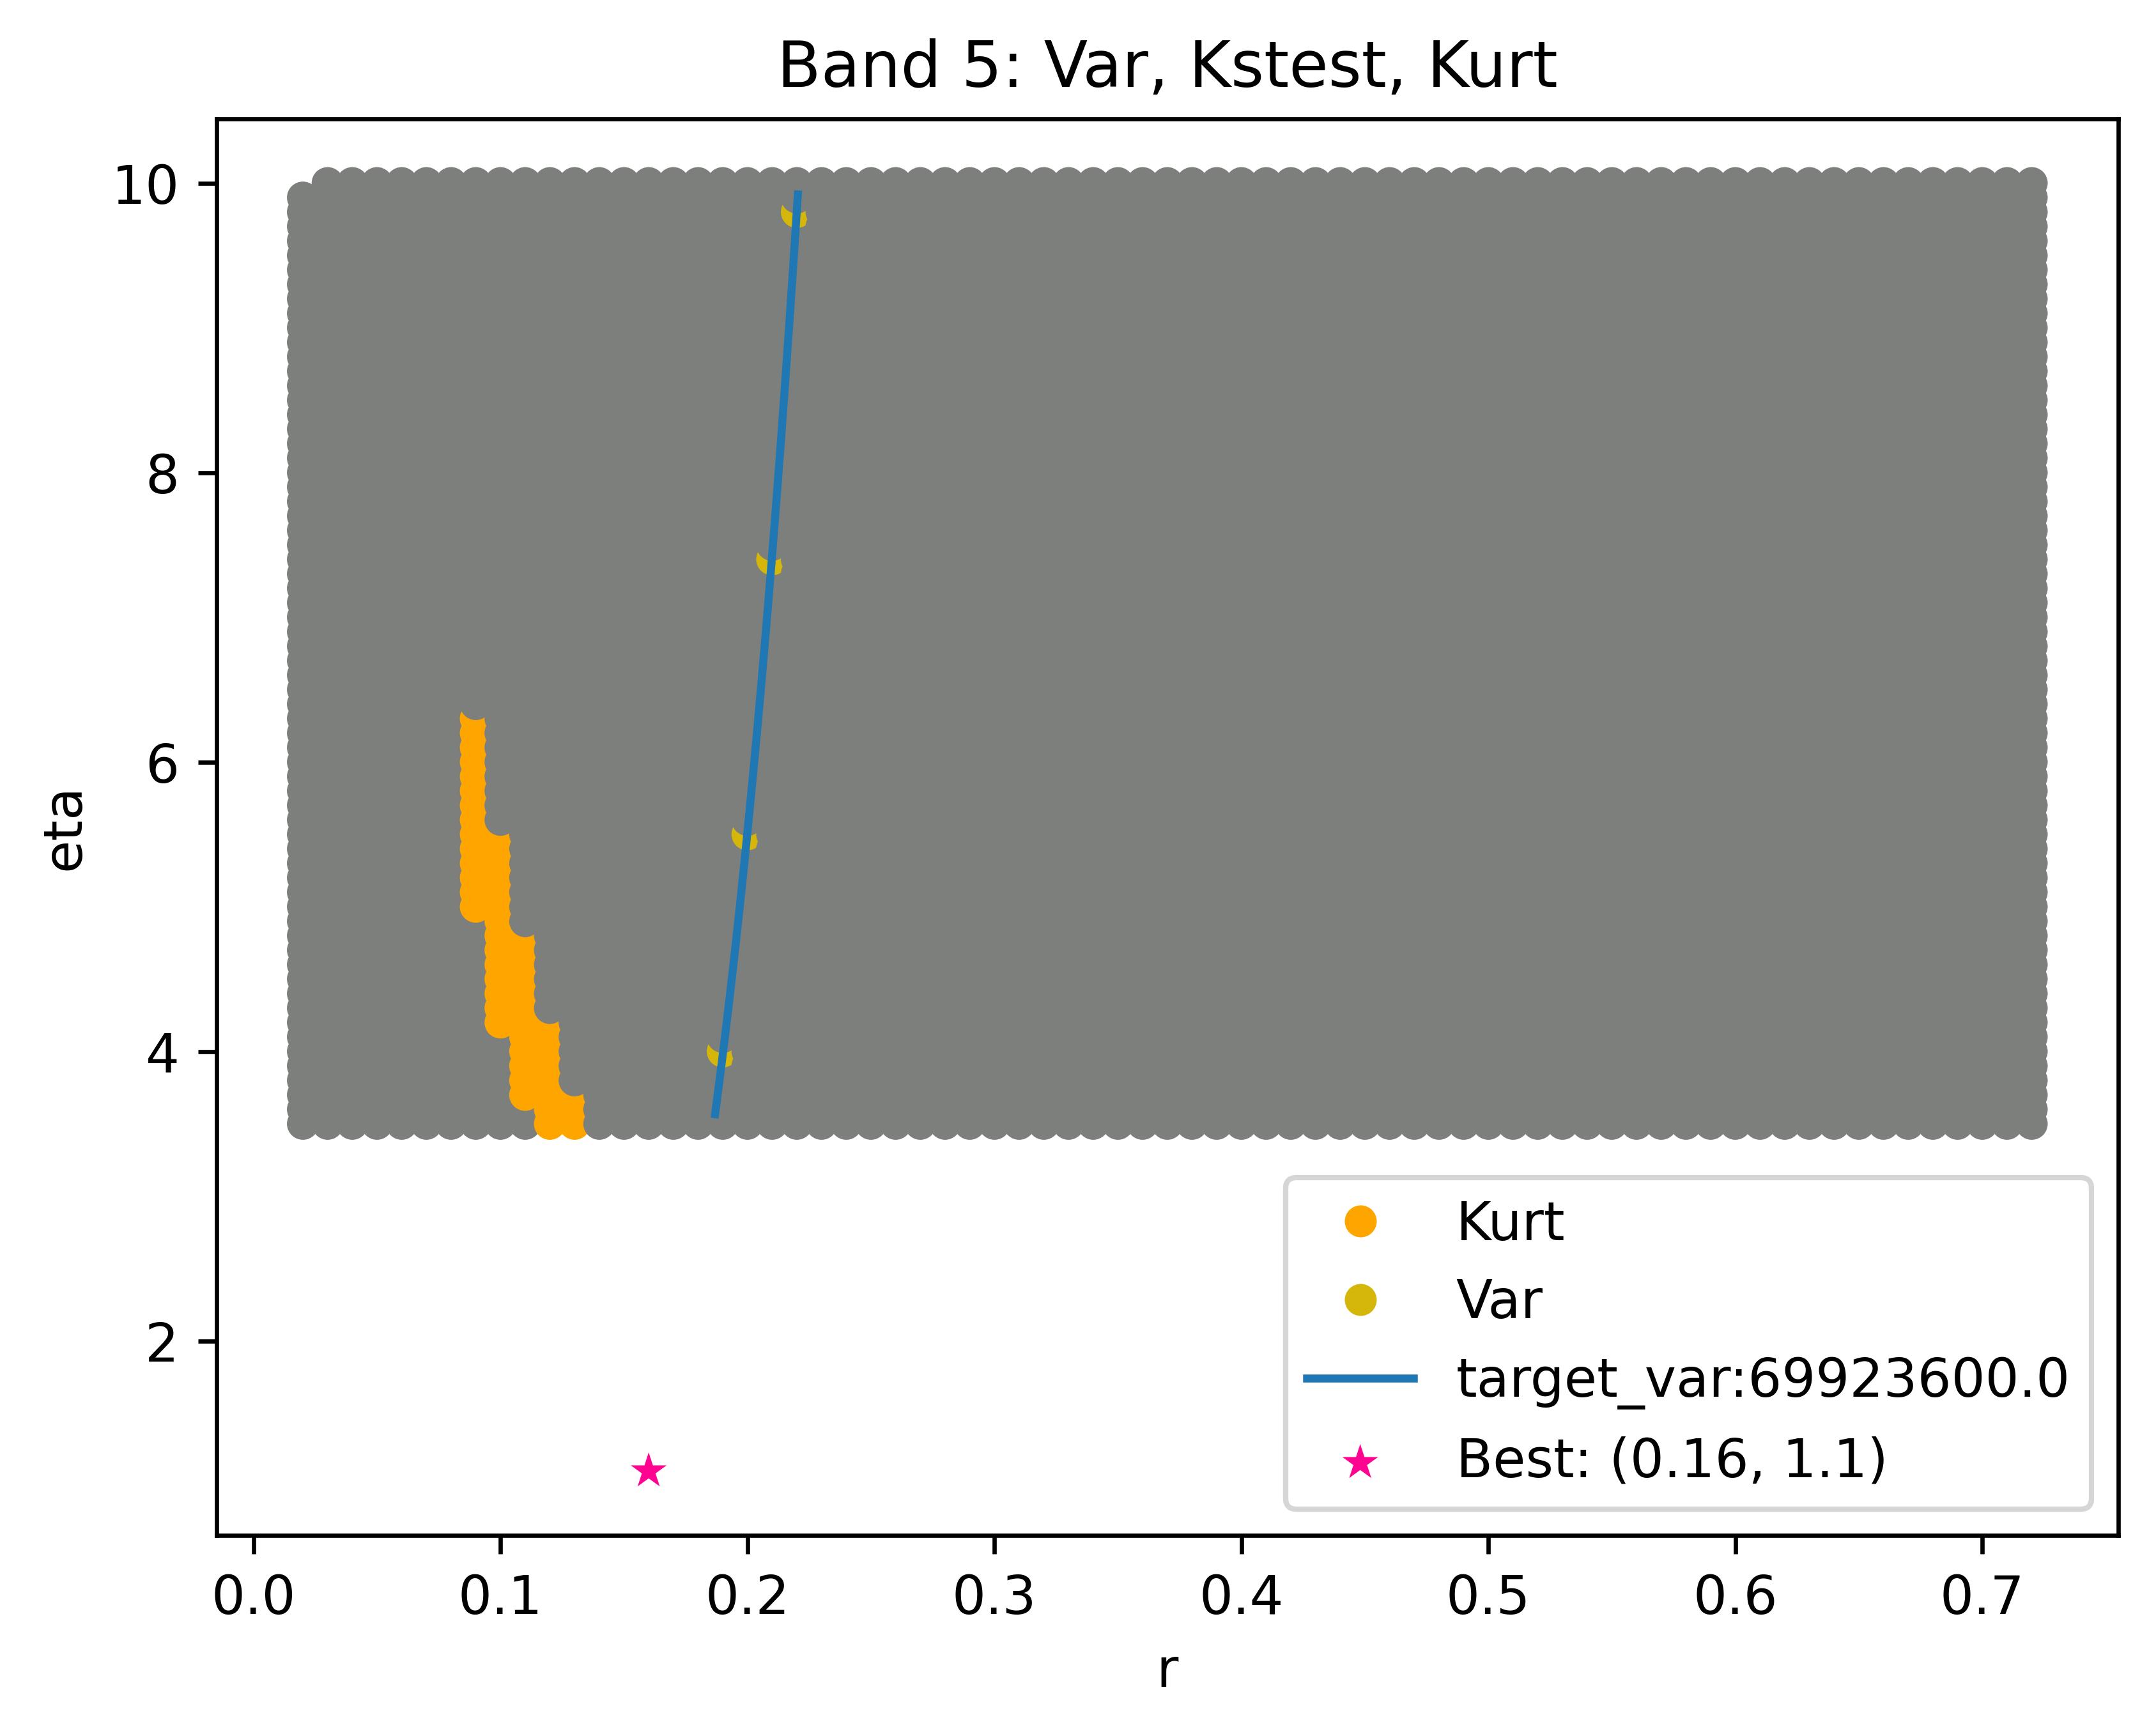 Band 5: Var, Kstest, Kurt
10
8
6
4
2
eta
Kurt
Var
target_var:69923600.0
Best: (0.16, 1.1)
0.0 0.1 0.2 0.3 0.4 0.5 0.6 0.7
r